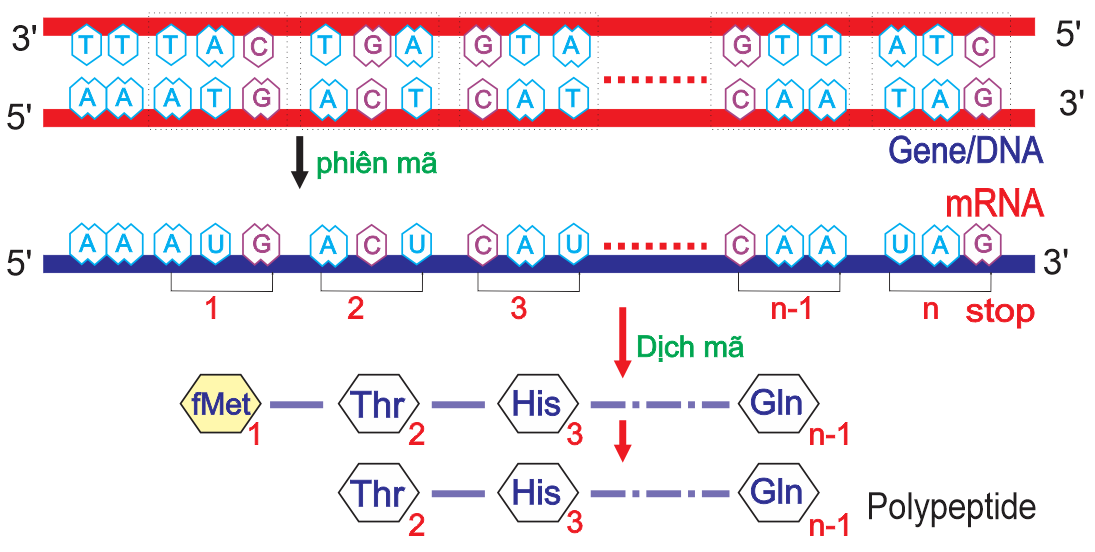 3' T T T A C T G A G T A G T T A T C 5'
5' A A A T G A C T C A T C A A T A G 3'
Gene/DNA
phiên mã
mRNA
5' A A A U G A C U C A U C A A U A G 3'
1 2 3 n-1 n stop
Dịch mã
fMet 1 Thr 2 His 3 Gln n-1
Thr 2 His 3 Gln n-1 Polypeptide